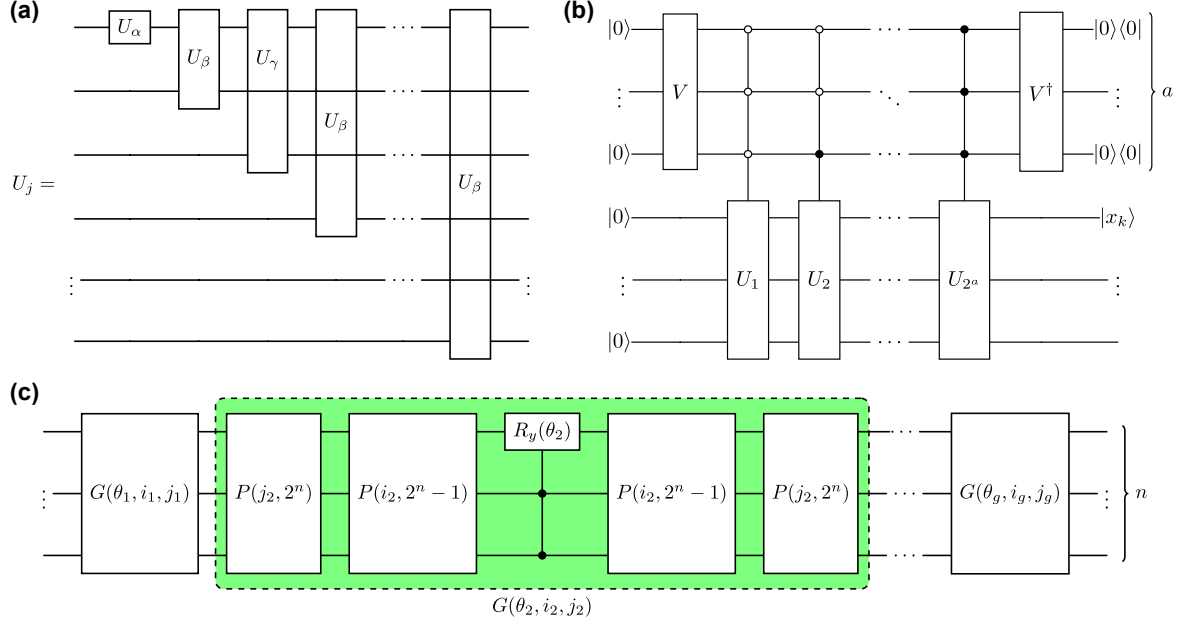 (a)
U_α
U_β
U_γ
U_β
U_β
···
···
···
···
···
···
U_j =
⋮
⋮
(b)
|0⟩
⋮
|0⟩
V
···
⋱
···
V†
|0⟩⟨0|
⋮
|0⟩⟨0|
a
|0⟩
⋮
|0⟩
U_1
U_2
···
···
···
U_{2^a}
|x_k⟩
⋮
(c)
⋮
G(θ_1, i_1, j_1)
P(j_2, 2^n)
P(i_2, 2^n − 1)
R_y(θ_2)
P(i_2, 2^n − 1)
P(j_2, 2^n)
···
···
···
G(θ_g, i_g, j_g)
⋮
n
G(θ_2, i_2, j_2)